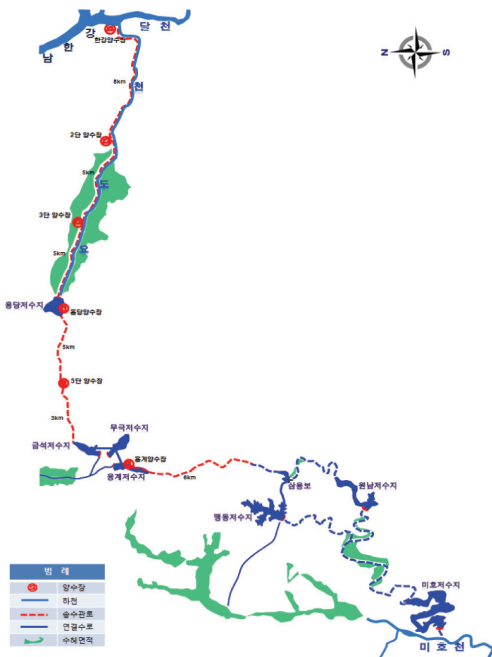 달 천
남 한 강
한강양수장
N
S
8km
천
2단 양수장
5km
도
3단 양수장
오
5km
용당저수지
용당양수장
5km
5단 양수장
3km
무극저수지
금석저수지
용계양수장
용계저수지
6km
삼용보
원남저수지
맹동저수지
미호저수지
미 호 천
범 례
양수장
하천
송수관로
연결수로
수혜면적